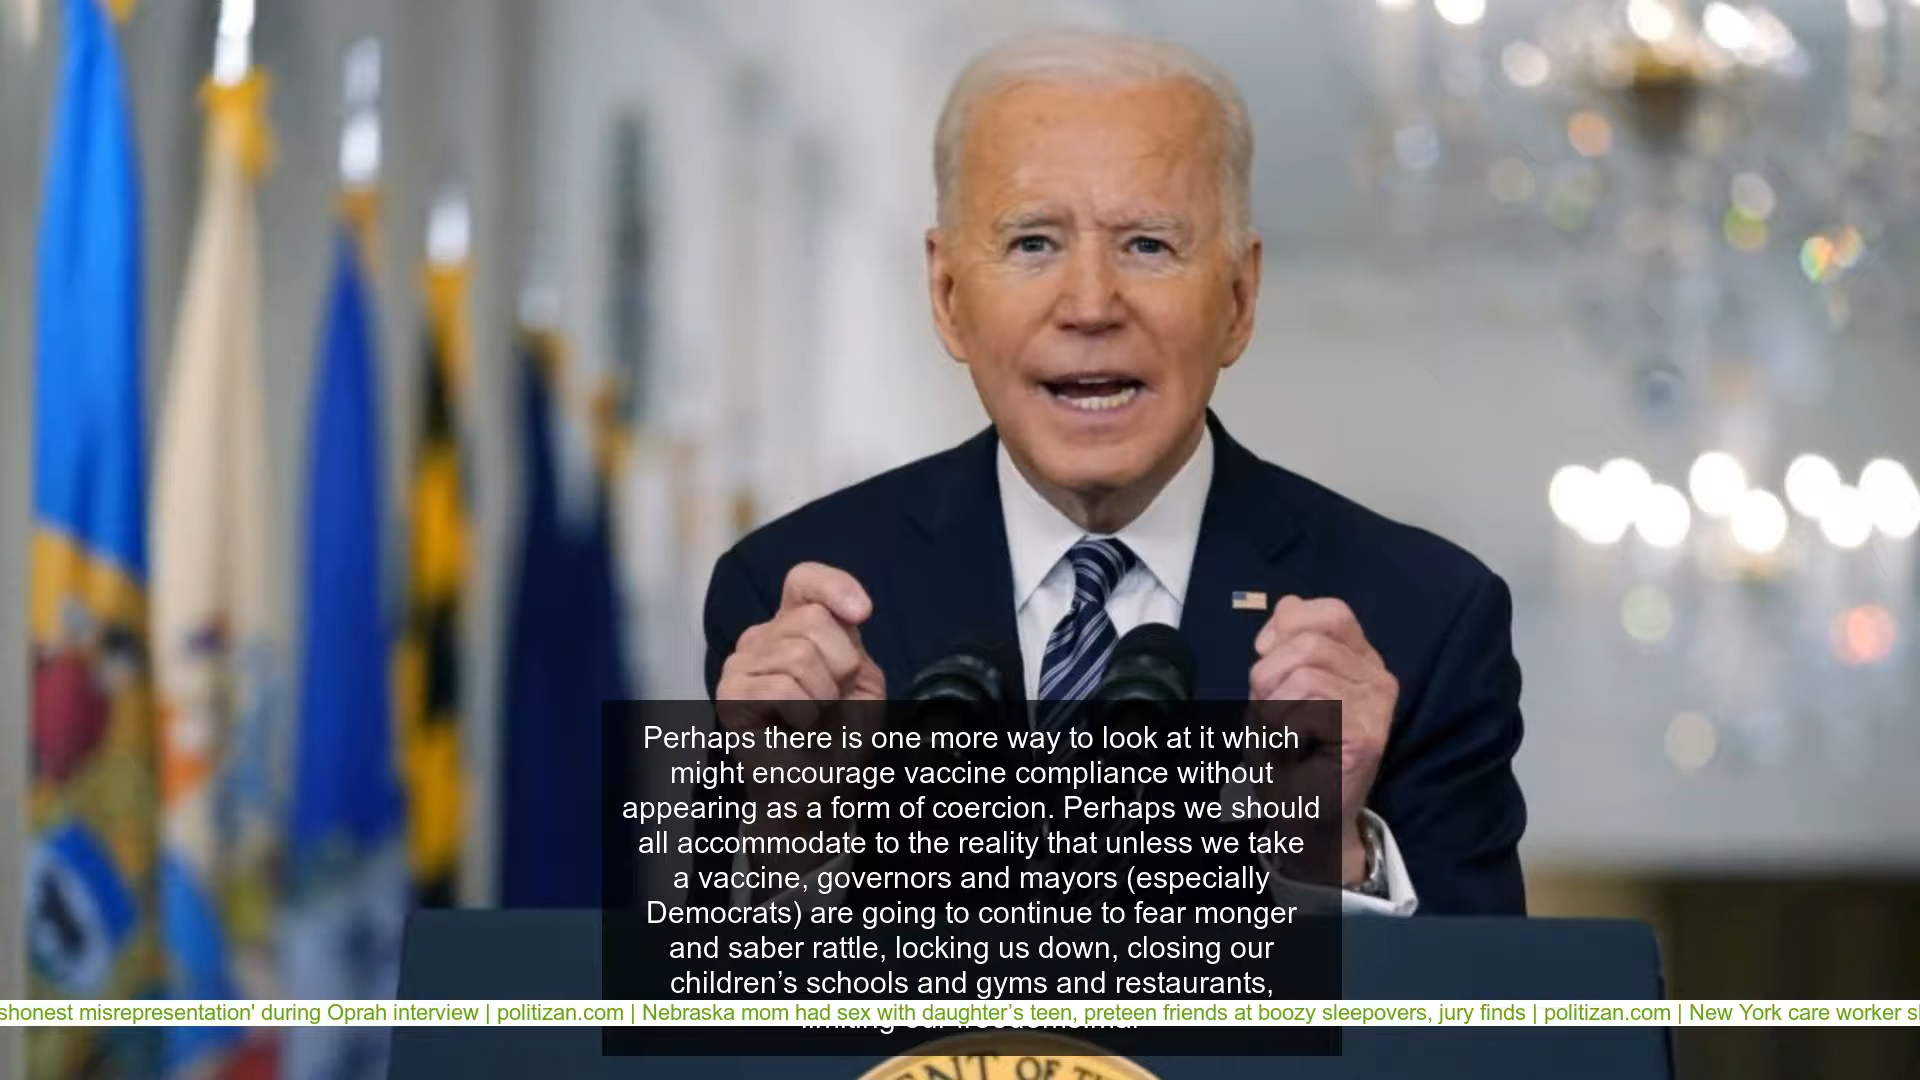 Perhaps there is one more way to look at it which
might encourage vaccine compliance without
appearing as a form of coercion. Perhaps we should
all accommodate to the reality that unless we take
a vaccine, governors and mayors (especially
Democrats) are going to continue to fear monger
and saber rattle, locking us down, closing our
children’s schools and gyms and restaurants,
shonest misrepresentation' during Oprah interview | politizan.com | Nebraska mom had sex with daughter’s teen, preteen friends at boozy sleepovers, jury finds | politizan.com | New York care worker sl
ENT OF TH